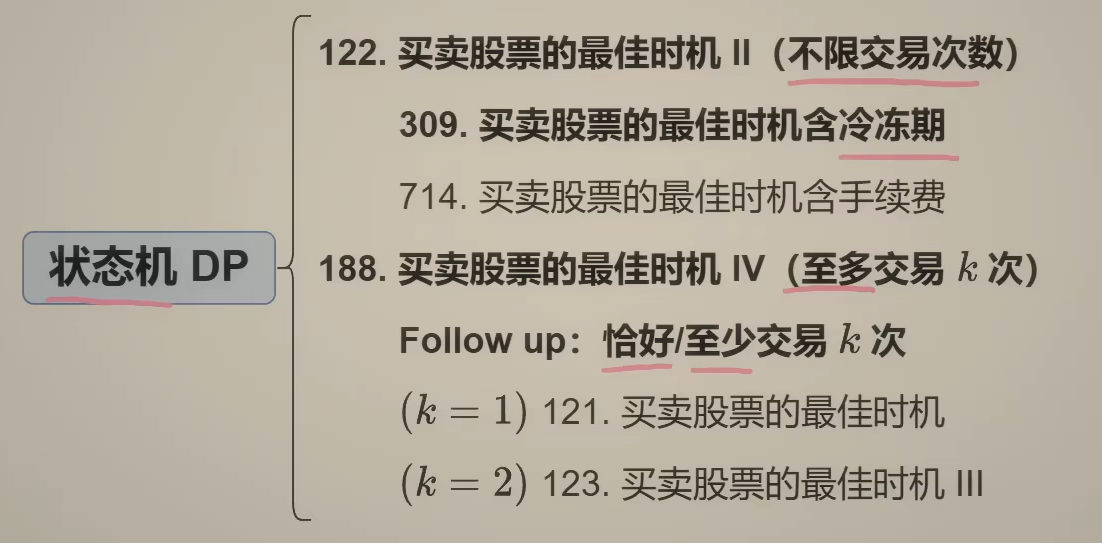 122. 买卖股票的最佳时机 II（不限交易次数）
309. 买卖股票的最佳时机含冷冻期
714. 买卖股票的最佳时机含手续费
状态机 DP
188. 买卖股票的最佳时机 IV（至多交易 k 次）
Follow up：恰好/至少交易 k 次
(k = 1) 121. 买卖股票的最佳时机
(k = 2) 123. 买卖股票的最佳时机 III